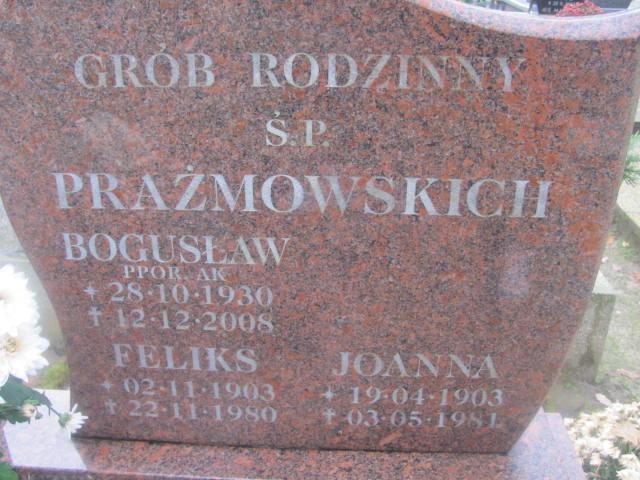 GRÓB RODZINNY
Ś.P.
PRAŻMOWSKICH
BOGUSŁAW
PPOR. AK
* 28·10·1930
† 12·12·2008
FELIKS JOANNA
* 02·11·1903 * 19·04·1903
† 22·11·1980 † 03·05·1981